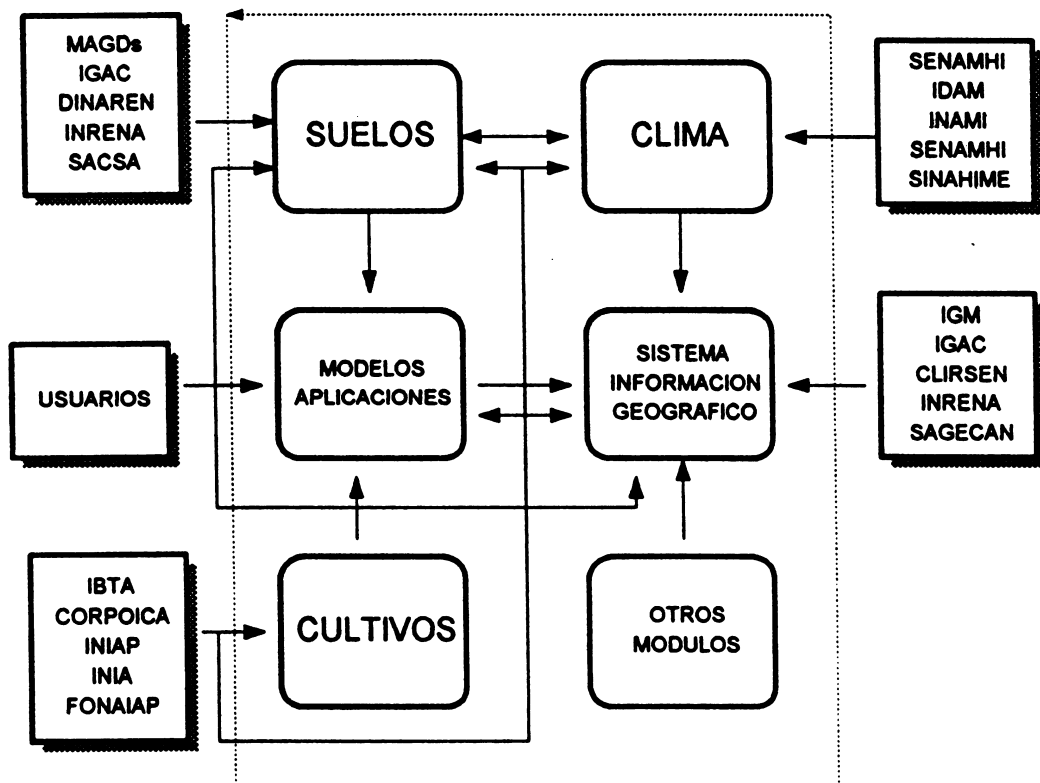 MAGDs
IGAC
DINAREN
INRENA
SACSA
SUELOS
CLIMA
SENAMHI
IDAM
INAMI
SENAMHI
SINAHIME
USUARIOS
MODELOS
APLICACIONES
SISTEMA
INFORMACION
GEOGRAFICO
IGM
IGAC
CLIRSEN
INRENA
SAGECAN
IBTA
CORPOICA
INIAP
INIA
FONAIAP
CULTIVOS
OTROS
MODULOS